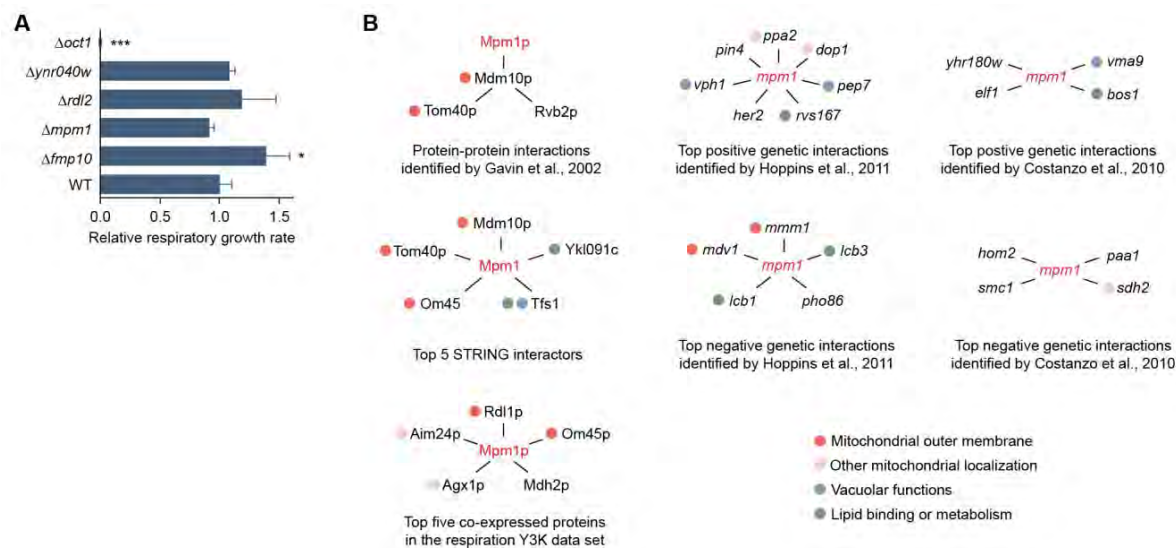 A
Δoct1
***
Δynr040w
Δrdl2
Δmpm1
Δfmp10
*
WT
0.0 0.5 1.0 1.5
Relative respiratory growth rate
B
Mpm1p
Mdm10p
Tom40p
Rvb2p
Protein-protein interactions
identified by Gavin et al., 2002
ppa2
pin4
dop1
vph1
mpm1
pep7
her2
rvs167
Top positive genetic interactions
identified by Hoppins et al., 2011
yhr180w
vma9
mpm1
elf1
bos1
Top postive genetic interactions
identified by Costanzo et al., 2010
Mdm10p
Tom40p
Ykl091c
Mpm1
Om45
Tfs1
Top 5 STRING interactors
mmm1
mdv1
lcb3
mpm1
lcb1
pho86
Top negative genetic interactions
identified by Hoppins et al., 2011
hom2
paa1
mpm1
smc1
sdh2
Top negative genetic interactions
identified by Costanzo et al., 2010
Rdl1p
Aim24p
Om45p
Mpm1p
Agx1p
Mdh2p
Top five co-expressed proteins
in the respiration Y3K data set
Mitochondrial outer membrane
Other mitochondrial localization
Vacuolar functions
Lipid binding or metabolism